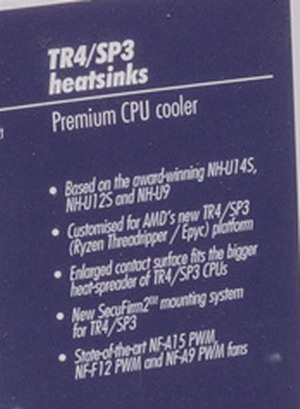 TR4/SP3
heatsinks
Premium CPU cooler
• Based on the award-winning NH-U14S,
NH-U12S and NH-U9
• Customised for AMD's new TR4/SP3
(Ryzen Threadripper / Epyc) platform
• Enlarged contact surface fits the bigger
heat-spreader of TR4/SP3 CPUs
• New SecuFirm2™ mounting system
for TR4/SP3
• State-of-the-art NF-A15 PWM,
NF-F12 PWM and NF-A9 PWM fans